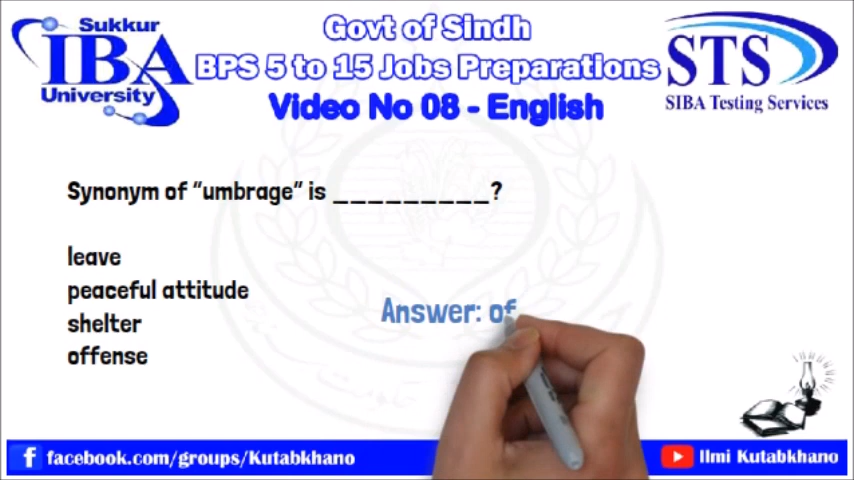 Sukkur
IBA
University
Govt of Sindh
BPS 5 to 15 Jobs Preparations
Video No 08 - English
STS
SIBA Testing Services
Synonym of “umbrage” is _________?
leave
peaceful attitude
shelter
offense
Answer: of
facebook.com/groups/Kutabkhano
Ilmi Kutabkhano